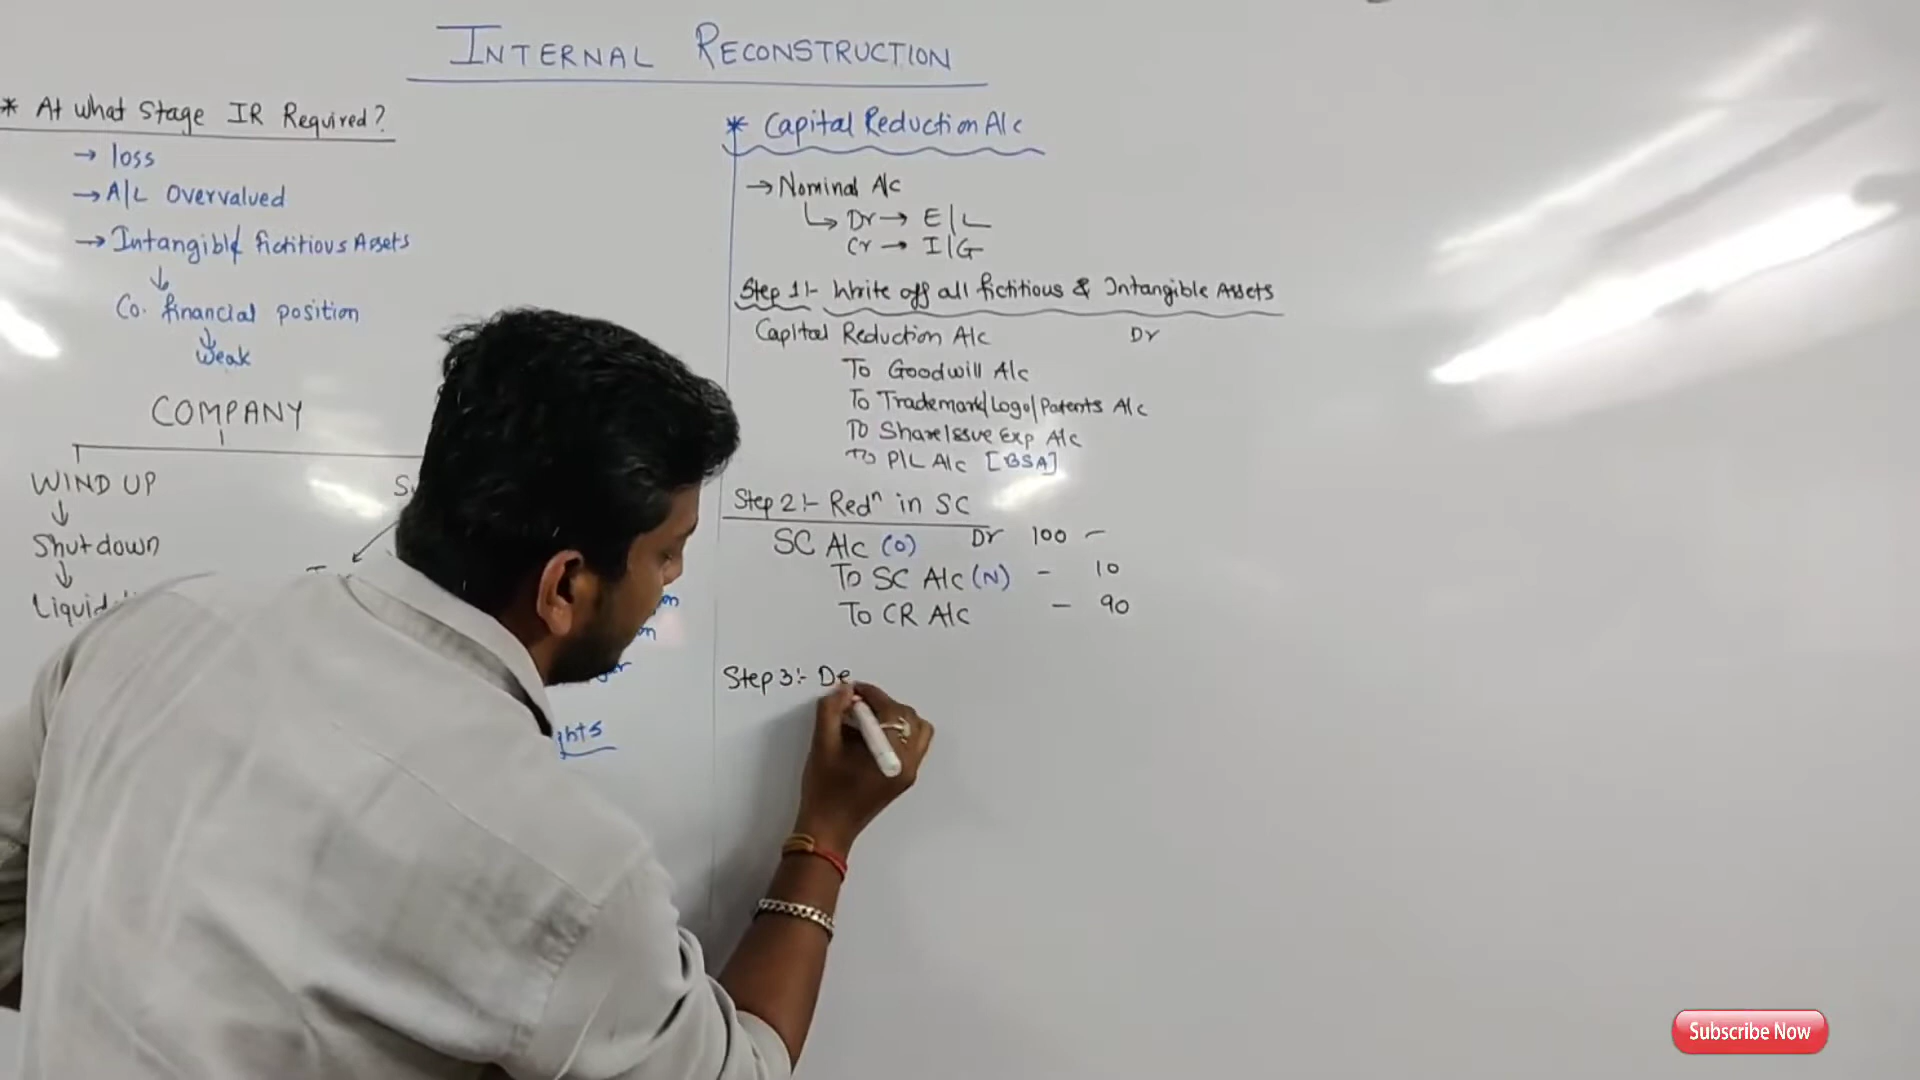 INTERNAL RECONSTRUCTION
* At what Stage IR Required?
→ loss
→ A/L Overvalued
→ Intangible fictitious Assets
↓
Co. financial position
↓
weak
COMPANY
WIND UP
↓
Shutdown
↓
* Capital Reduction A/c
→ Nominal A/c
↳ Dr → E/L
Cr → I/G
Step 1:- Write off all fictitious & Intangible Assets
Capital Reduction A/c Dr
To Goodwill A/c
To Trademark/Logo/Patents A/c
To Share Issue Exp A/c
To P/L A/c [BSA]
Step 2:- Redⁿ in SC
SC A/c (O) Dr 100 -
To SC A/c (N) - 10
To CR A/c - 90
Step 3:- De
Subscribe Now